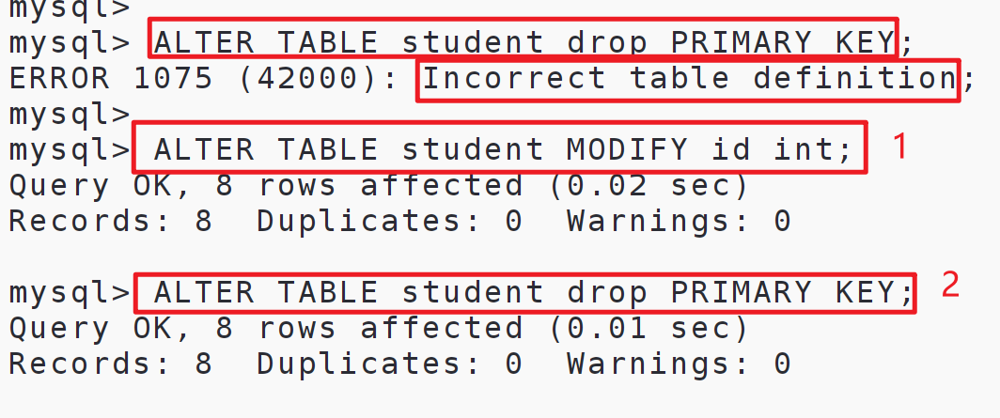 mysql>
mysql> ALTER TABLE student drop PRIMARY KEY;
ERROR 1075 (42000): Incorrect table definition;
mysql>
mysql> ALTER TABLE student MODIFY id int; 1
Query OK, 8 rows affected (0.02 sec)
Records: 8  Duplicates: 0  Warnings: 0
mysql> ALTER TABLE student drop PRIMARY KEY; 2
Query OK, 8 rows affected (0.01 sec)
Records: 8  Duplicates: 0  Warnings: 0